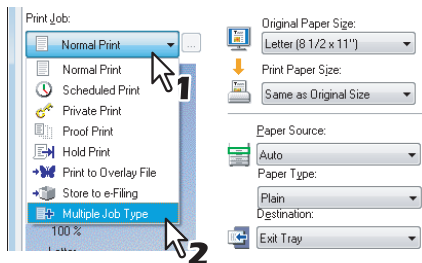 Print Job:
Normal Print
...
1
Normal Print
Scheduled Print
Private Print
Proof Print
Hold Print
Print to Overlay File
Store to e-Filing
Multiple Job Type
2
100 %
Original Paper Size:
Letter (8 1/2 x 11")
Print Paper Size:
Same as Original Size
Paper Source:
Auto
Paper Type:
Plain
Destination:
Exit Tray